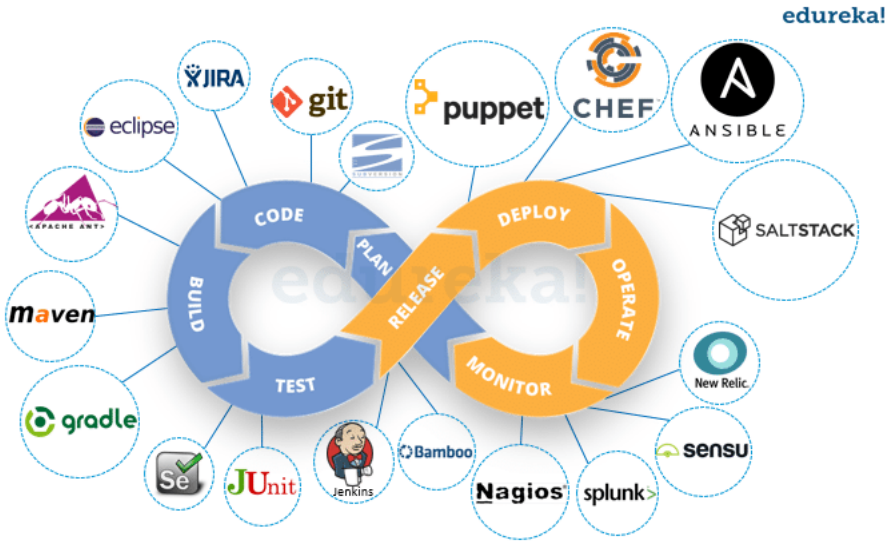 edureka!
JIRA
git
puppet
CHEF
ANSIBLE
eclipse
SUBVERSION
<APACHE ANT>
SALTSTACK
CODE
PLAN
DEPLOY
BUILD
edureka!
RELEASE
OPERATE
maven
TEST
MONITOR
New Relic.
gradle
Se
JUnit
Jenkins
Bamboo
Nagios®
splunk>
sensu